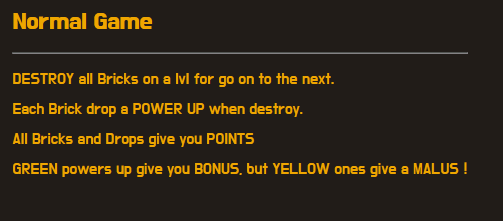 Normal Game
DESTROY all Bricks on a lvl for go on to the next.
Each Brick drop a POWER UP when destroy.
All Bricks and Drops give you POINTS
GREEN powers up give you BONUS, but YELLOW ones give a MALUS !